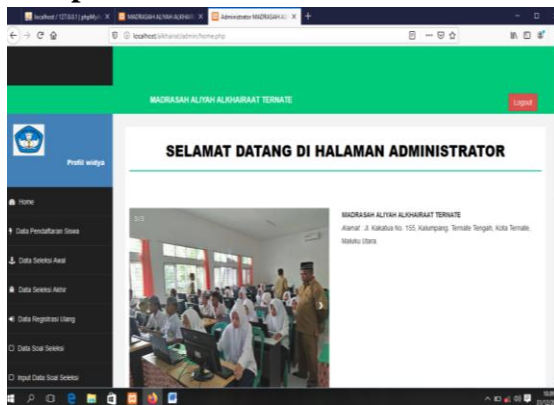 localhost / 127.0.0.1 | phpMyA
MADRASAH ALIYAH ALKHAIR
Administrator MADRASAH AL
localhost/alkhairat/admin/home.php
MADRASAH ALIYAH ALKHAIRAAT TERNATE
Logout
Profil widya
Home
Data Pendaftaran Siswa
Data Seleksi Awal
Data Seleksi Akhir
Data Registrasi Ulang
Data Soal Seleksi
Input Data Soal Seleksi
SELAMAT DATANG DI HALAMAN ADMINISTRATOR
3/3
MADRASAH ALIYAH ALKHAIRAAT TERNATE
Alamat : Jl. Kakatua No. 155, Kalumpang, Ternate Tengah, Kota Ternate,
Maluku Utara.